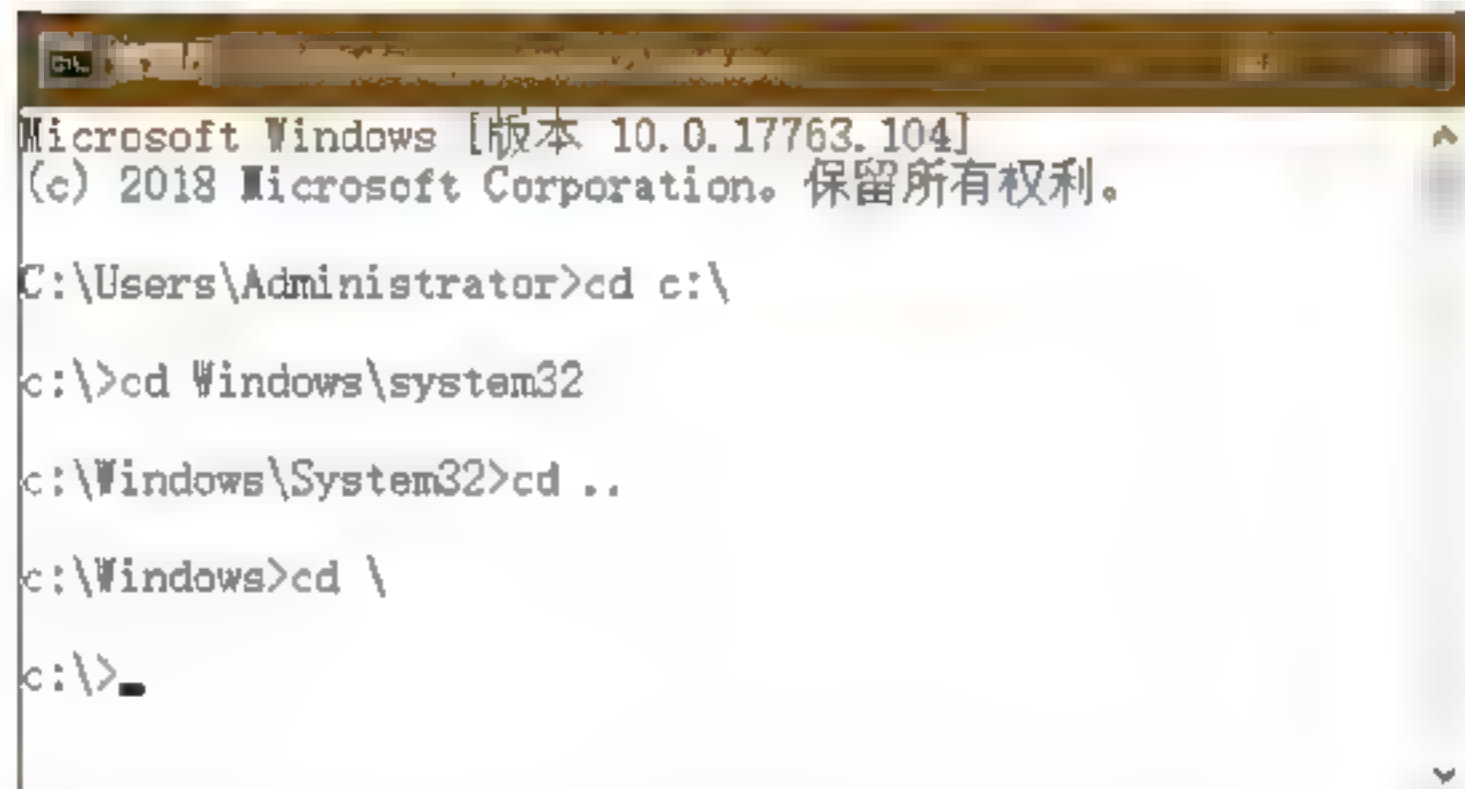 Microsoft Windows [版本 10.0.17763.104]
(c) 2018 Microsoft Corporation。保留所有权利。
C:\Users\Administrator>cd c:\
c:\>cd Windows\system32
c:\Windows\System32>cd ..
c:\Windows>cd \
c:\>